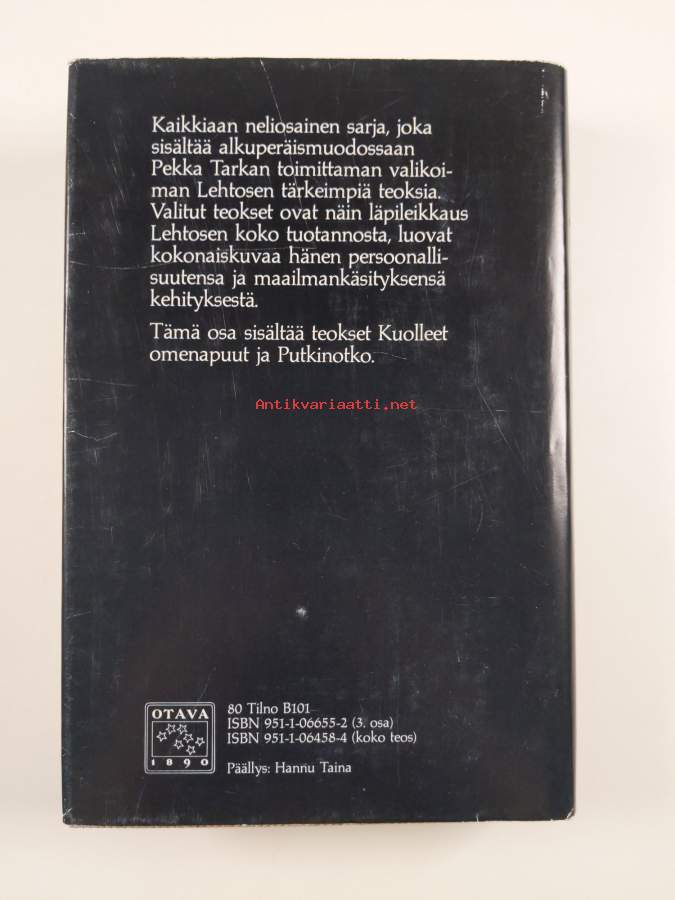 Kaikkiaan neliosainen sarja, joka
sisältää alkuperäismuodossaan
Pekka Tarkan toimittaman valikoi-
man Lehtosen tärkeimpiä teoksia.
Valitut teokset ovat näin läpileikkaus
Lehtosen koko tuotannosta, luovat
kokonaiskuvaa hänen persoonalli-
suutensa ja maailmankäsityksensä
kehityksestä.
Tämä osa sisältää teokset Kuolleet
omenapuut ja Putkinotko.
Antikvariaatti.net
OTAVA
1890
80 Tilno B101
ISBN 951-1-06655-2 (3. osa)
ISBN 951-1-06458-4 (koko teos)
Päällys: Hannu Taina